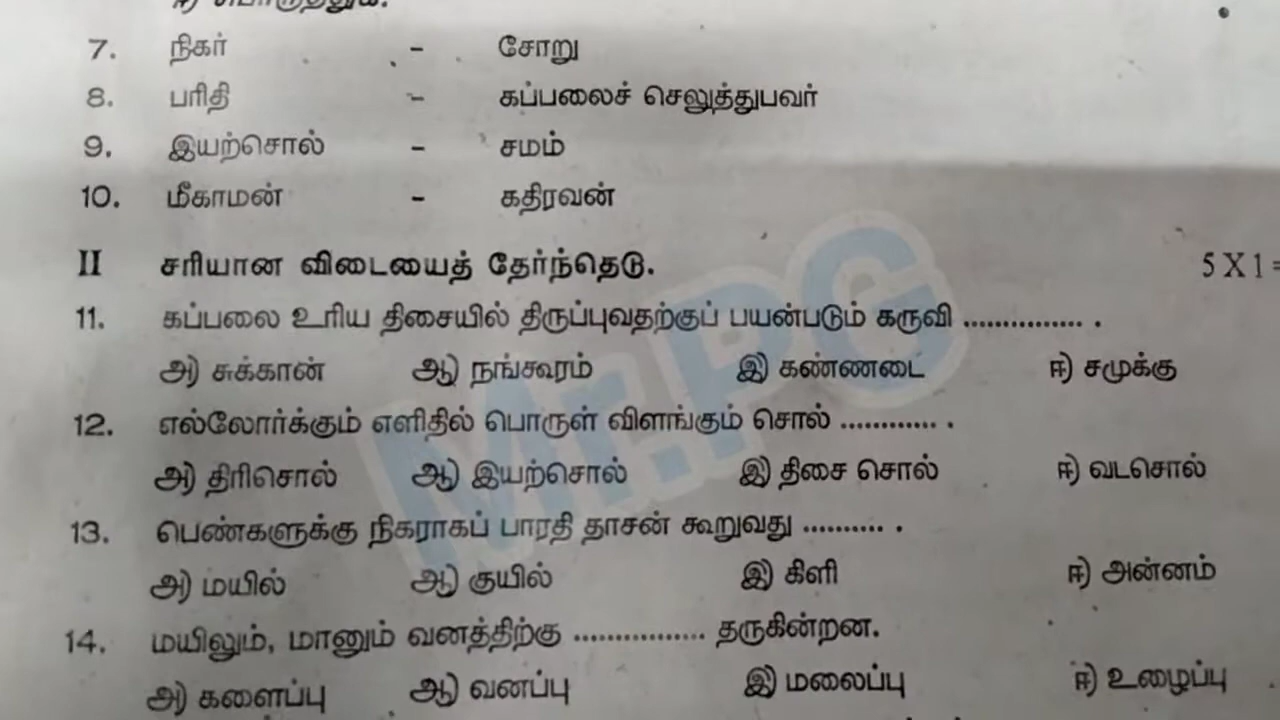 ஈ) பொருத்துக.
7. நிகர் - சோறு
8. பரிதி - கப்பலைச் செலுத்துபவர்
9. இயற்சொல் - சமம்
10. மீகாமன் - கதிரவன்
II சரியான விடையைத் தேர்ந்தெடு. 5 X 1 =
11. கப்பலை உரிய திசையில் திருப்புவதற்குப் பயன்படும் கருவி ............... .
அ) சுக்கான் ஆ) நங்கூரம் இ) கண்ணடை ஈ) சமுக்கு
12. எல்லோர்க்கும் எளிதில் பொருள் விளங்கும் சொல் ............ .
அ) திரிசொல் ஆ) இயற்சொல் இ) திசை சொல் ஈ) வடசொல்
13. பெண்களுக்கு நிகராகப் பாரதி தாசன் கூறுவது .......... .
அ) மயில் ஆ) குயில் இ) கிளி ஈ) அன்னம்
14. மயிலும், மானும் வனத்திற்கு ............... தருகின்றன.
அ) களைப்பு ஆ) வனப்பு இ) மலைப்பு ஈ) உழைப்பு
Mr.PG